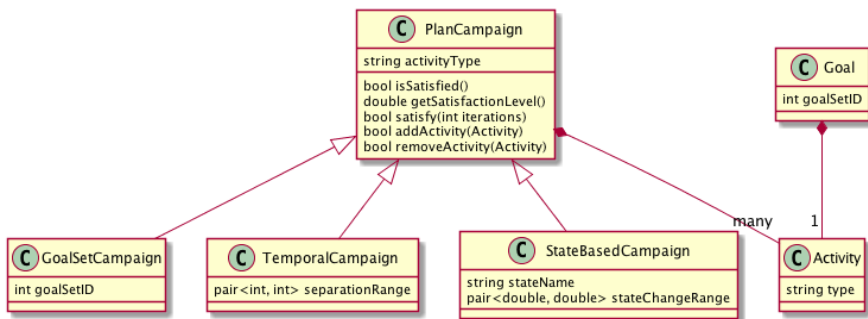 C PlanCampaign
string activityType
bool isSatisfied()
double getSatisfactionLevel()
bool satisfy(int iterations)
bool addActivity(Activity)
bool removeActivity(Activity)
C Goal
int goalSetID
many
1
C GoalSetCampaign
int goalSetID
C TemporalCampaign
pair<int, int> separationRange
C StateBasedCampaign
string stateName
pair<double, double> stateChangeRange
C Activity
string type